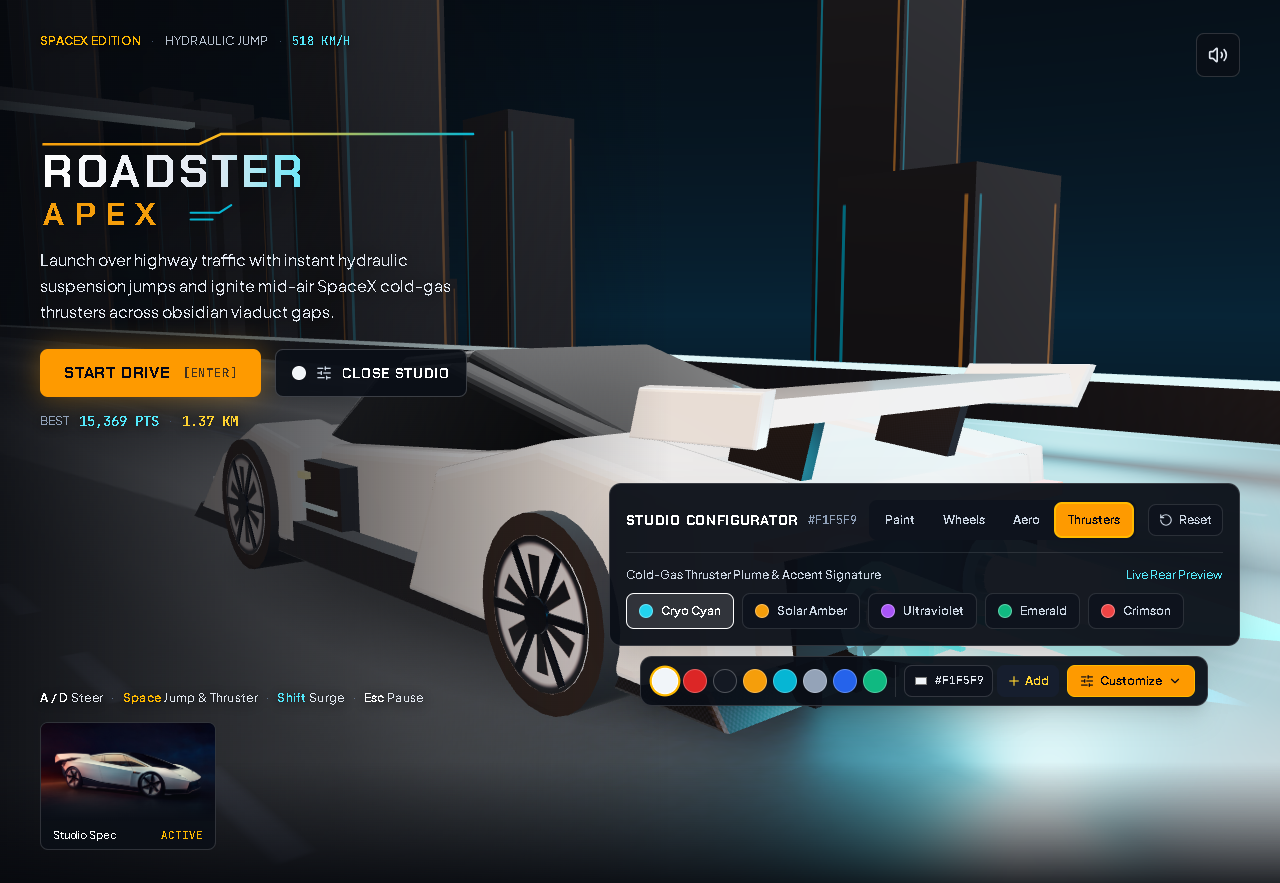 SPACEX EDITION · HYDRAULIC JUMP · 518 KM/H
ROADSTER
APEX
Launch over highway traffic with instant hydraulic
suspension jumps and ignite mid-air SpaceX cold-gas
thrusters across obsidian viaduct gaps.
START DRIVE [ENTER]
CLOSE STUDIO
BEST 15,369 PTS · 1.37 KM
STUDIO CONFIGURATOR #F1F5F9 Paint Wheels Aero Thrusters Reset
Cold-Gas Thruster Plume & Accent Signature Live Rear Preview
Cryo Cyan Solar Amber Ultraviolet Emerald Crimson
#F1F5F9 + Add Customize
A / D Steer · Space Jump & Thruster · Shift Surge · Esc Pause
Studio Spec ACTIVE